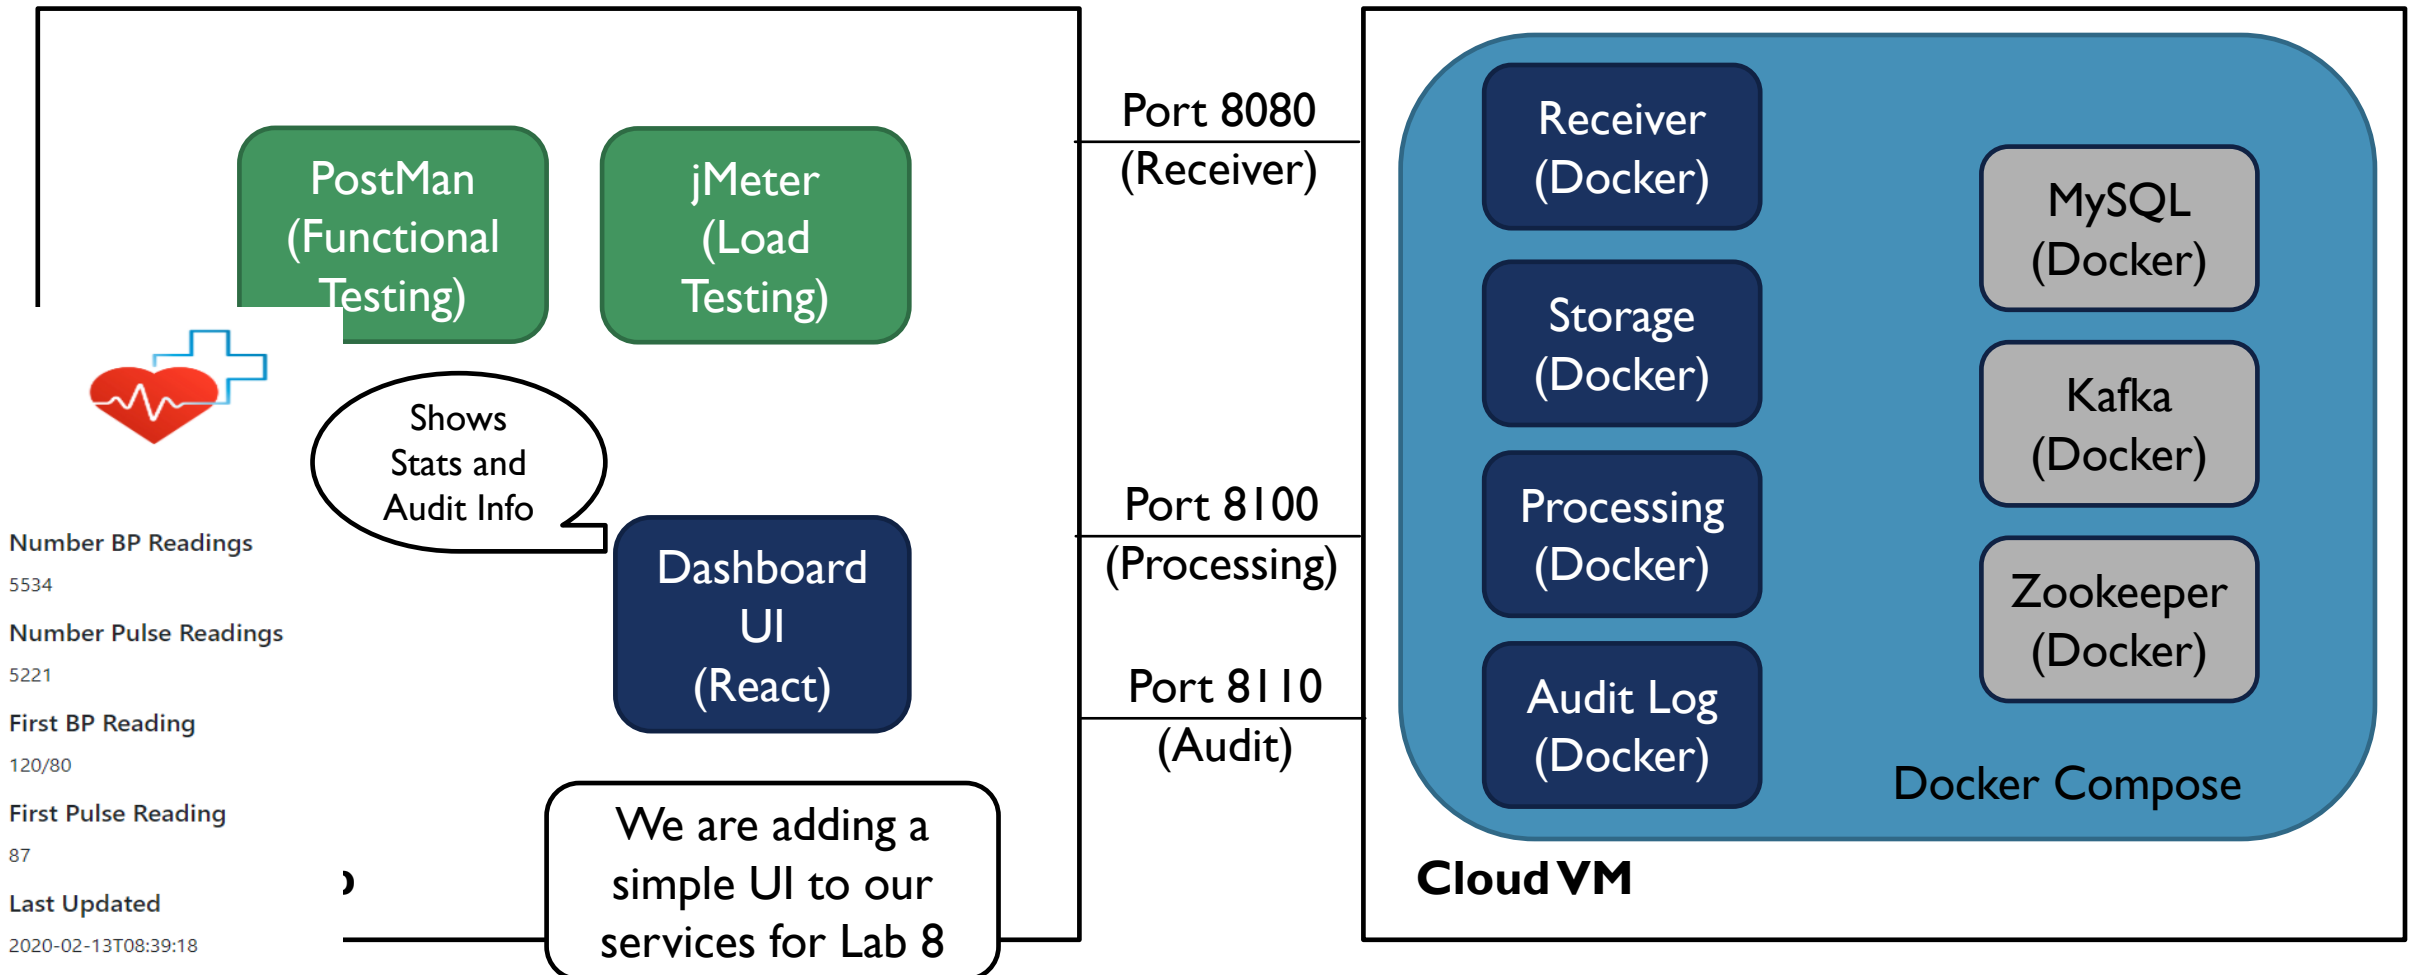 PostMan
(Functional
Testing)
jMeter
(Load
Testing)
Shows
Stats and
Audit Info
Dashboard
UI
(React)
We are adding a
simple UI to our
services for Lab 8
Number BP Readings
5534
Number Pulse Readings
5221
First BP Reading
120/80
First Pulse Reading
87
Last Updated
2020-02-13T08:39:18
Port 8080
(Receiver)
Port 8100
(Processing)
Port 8110
(Audit)
Receiver
(Docker)
Storage
(Docker)
Processing
(Docker)
Audit Log
(Docker)
MySQL
(Docker)
Kafka
(Docker)
Zookeeper
(Docker)
Docker Compose
Cloud VM